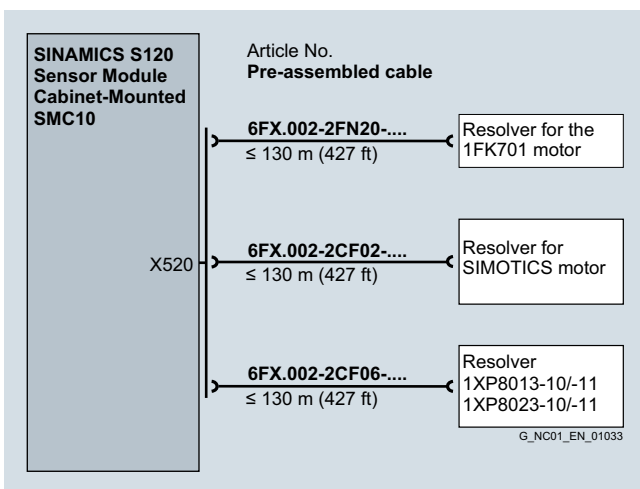 SINAMICS S120
Sensor Module
Cabinet-Mounted
SMC10
Article No.
Pre-assembled cable
6FX.002-2FN20-....
≤ 130 m (427 ft)
Resolver for the
1FK701 motor
X520
6FX.002-2CF02-....
≤ 130 m (427 ft)
Resolver for
SIMOTICS motor
6FX.002-2CF06-....
≤ 130 m (427 ft)
Resolver
1XP8013-10/-11
1XP8023-10/-11
G_NC01_EN_01033